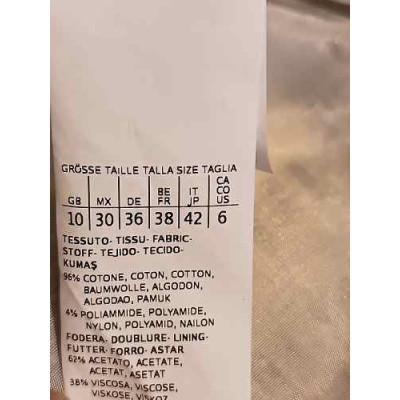 GRÖSSE TAILLE TALLA SIZE TAGLIA
GB MX DE BE FR IT JP CA CO US
10 30 36 38 42 6
TESSUTO- TISSU- FABRIC-
STOFF- TEJIDO- TECIDO-
KUMAŞ
96% COTONE, COTON, COTTON,
BAUMWOLLE, ALGODON,
ALGODAO, PAMUK
4% POLIAMMIDE, POLYAMIDE,
NYLON, POLYAMID, NAILON
FODERA- DOUBLURE- LINING-
FUTTER- FORRO- ASTAR
62% ACETATO, ACETATE,
ACETAT, ASETAT
38% VISCOSA, VISCOSE,
VISKOSE, VISKOZ